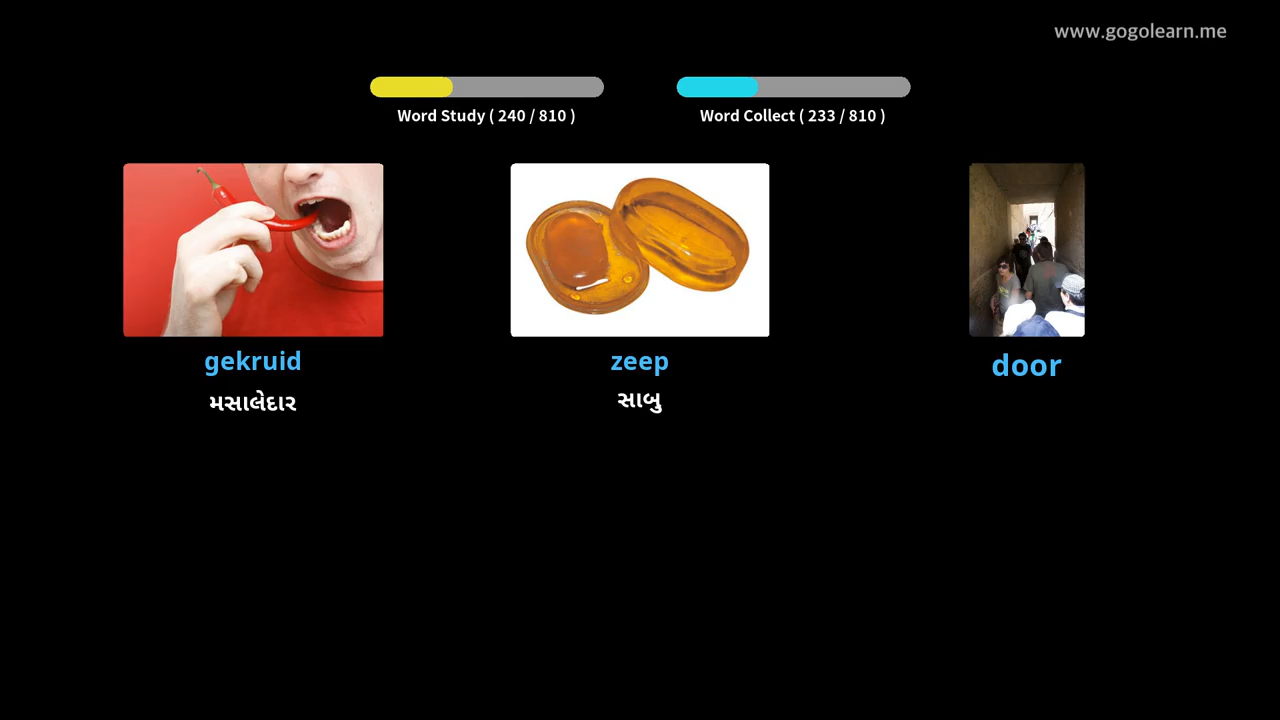 www.gogolearn.me
Word Study ( 240 / 810 )
Word Collect ( 233 / 810 )
gekruid
મસાલેદાર
zeep
સાબુ
door